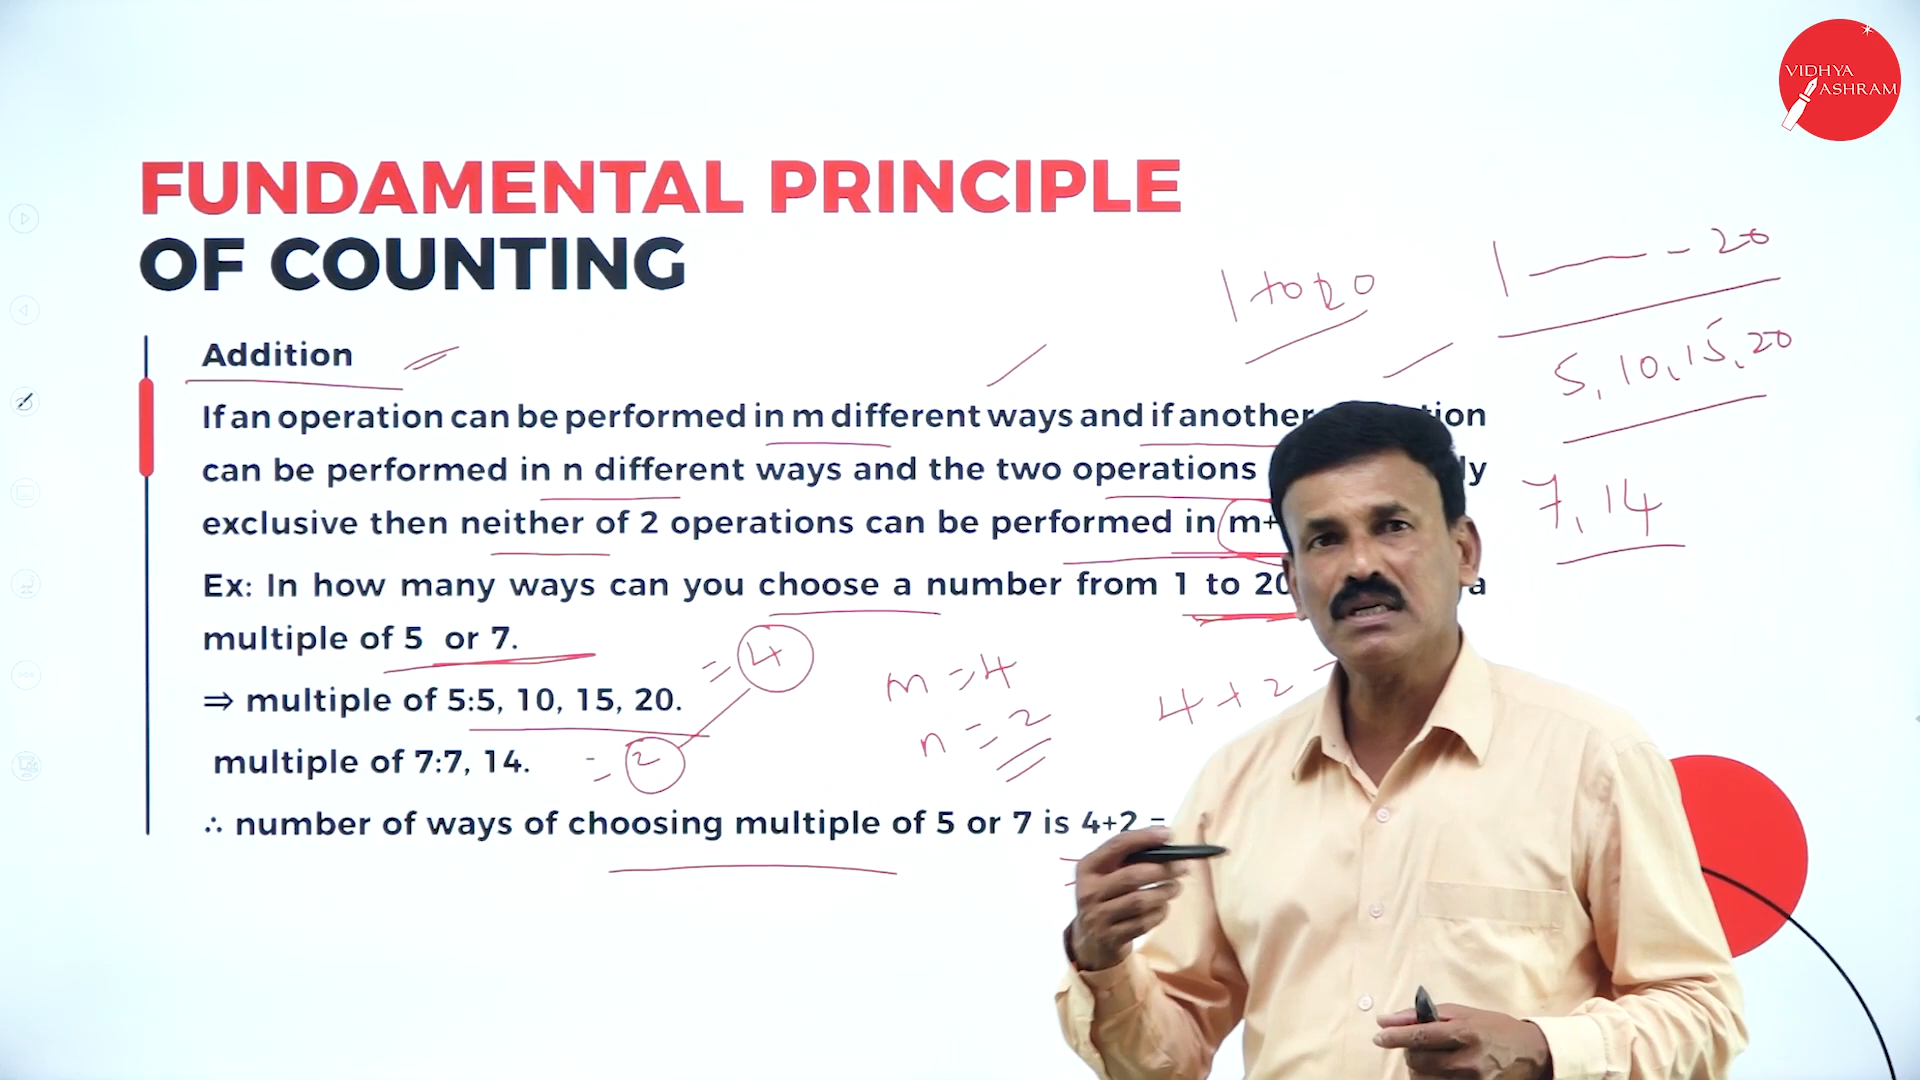 VIDHYA
ASHRAM
FUNDAMENTAL PRINCIPLE
OF COUNTING
1 to 20
1 — - 20
5, 10, 15, 20
7, 14
Addition
If an operation can be performed in m different ways and if another tion
can be performed in n different ways and the two operations ly
exclusive then neither of 2 operations can be performed in m+
Ex: In how many ways can you choose a number from 1 to 20 a
multiple of 5 or 7.
= 4
⇒ multiple of 5:5, 10, 15, 20.
m = 4
4 + 2
n = 2
multiple of 7:7, 14.
= 2
∴ number of ways of choosing multiple of 5 or 7 is 4+2 =